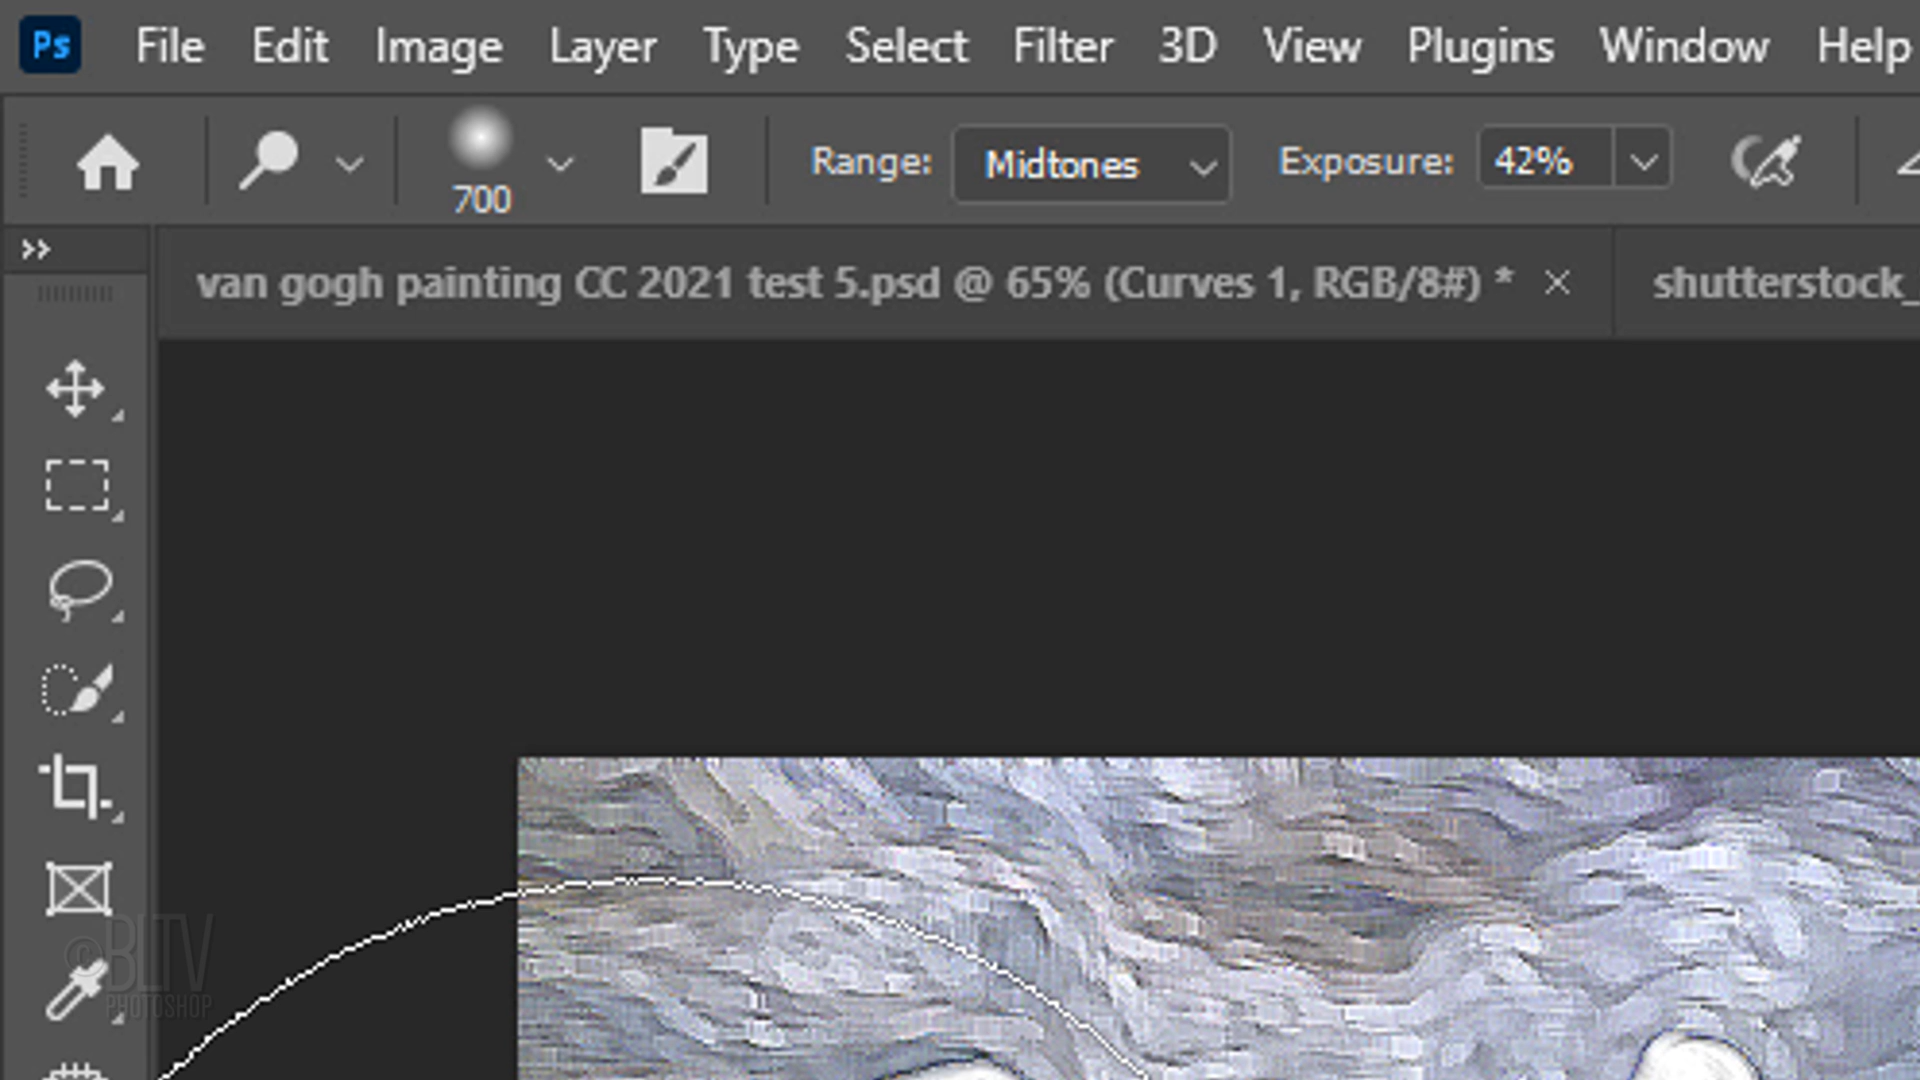 Ps File Edit Image Layer Type Select Filter 3D View Plugins Window Help
700 Range: Midtones Exposure: 42%
van gogh painting CC 2021 test 5.psd @ 65% (Curves 1, RGB/8#) * × shutterstock_
©BLTV
PHOTOSHOP